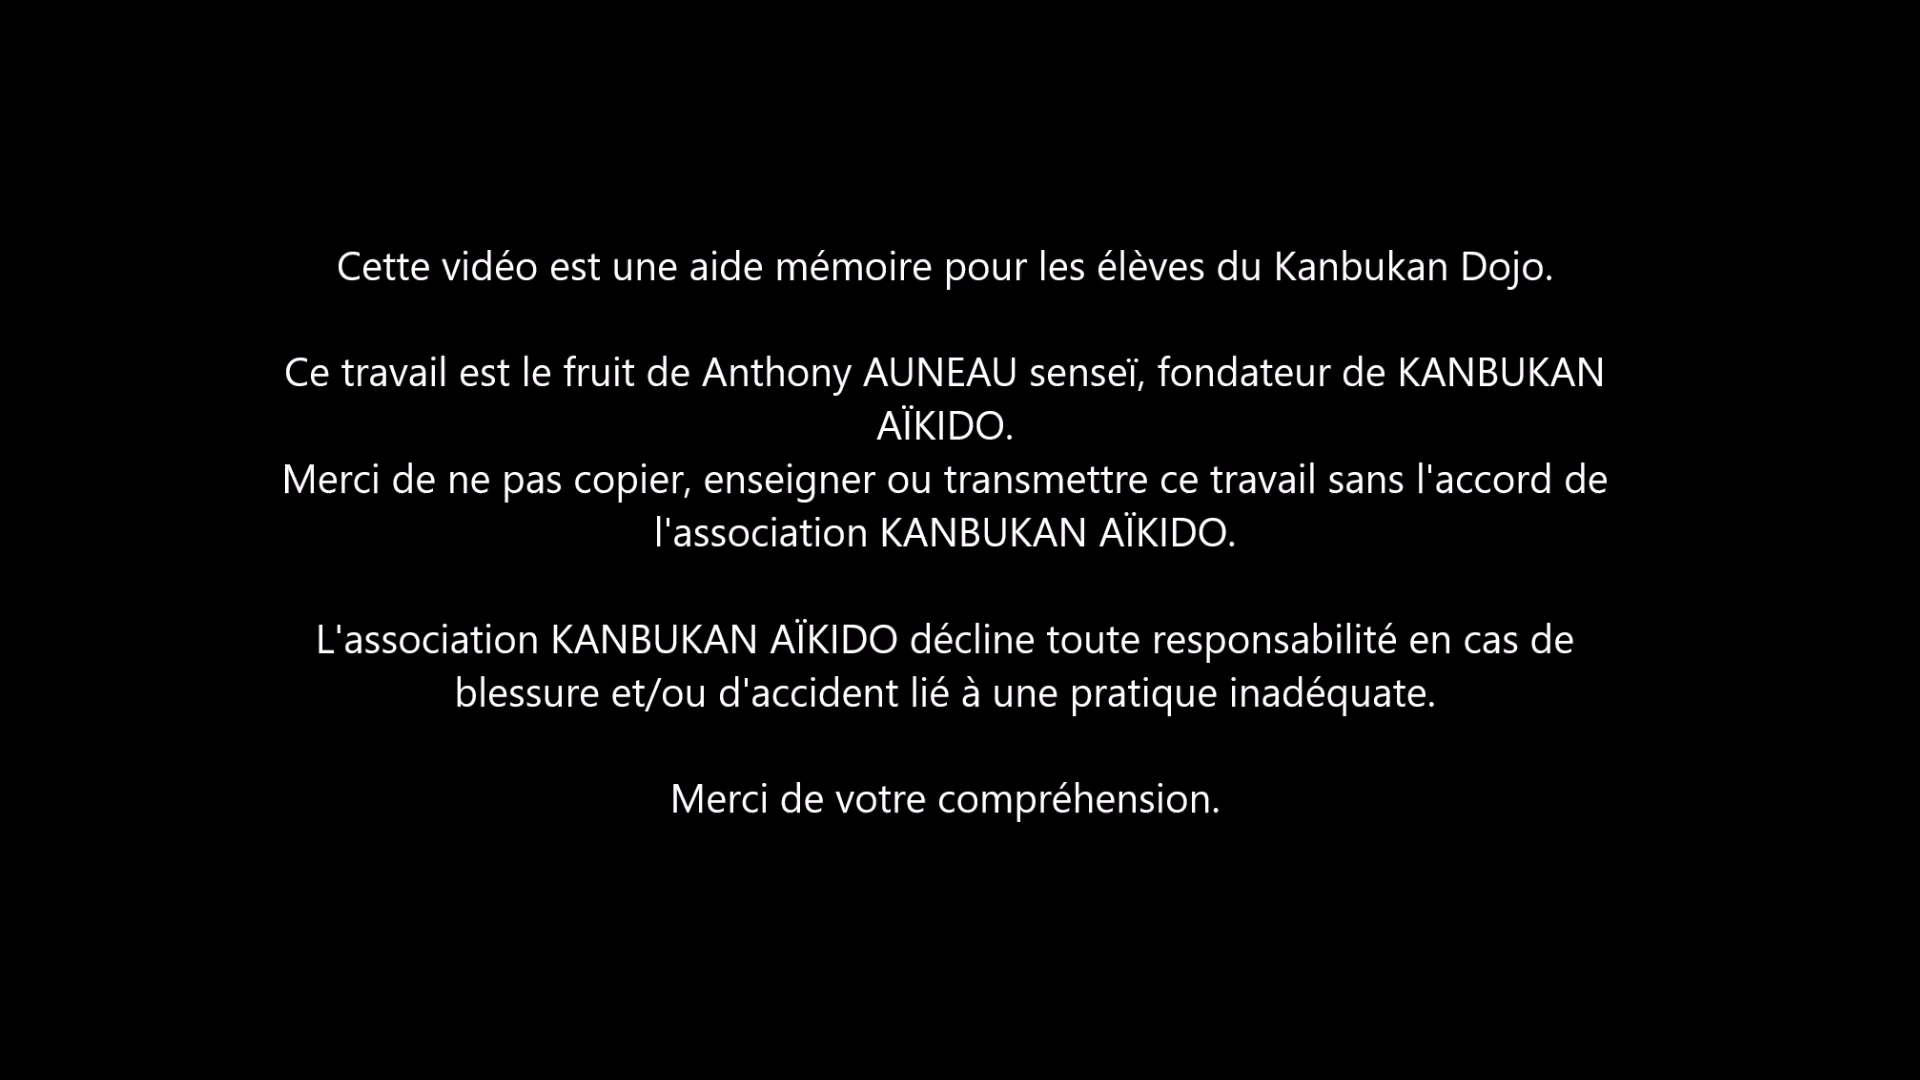 Cette vidéo est une aide mémoire pour les élèves du Kanbukan Dojo.
Ce travail est le fruit de Anthony AUNEAU senseï, fondateur de KANBUKAN
AÏKIDO.
Merci de ne pas copier, enseigner ou transmettre ce travail sans l'accord de
l'association KANBUKAN AÏKIDO.
L'association KANBUKAN AÏKIDO décline toute responsabilité en cas de
blessure et/ou d'accident lié à une pratique inadéquate.
Merci de votre compréhension.